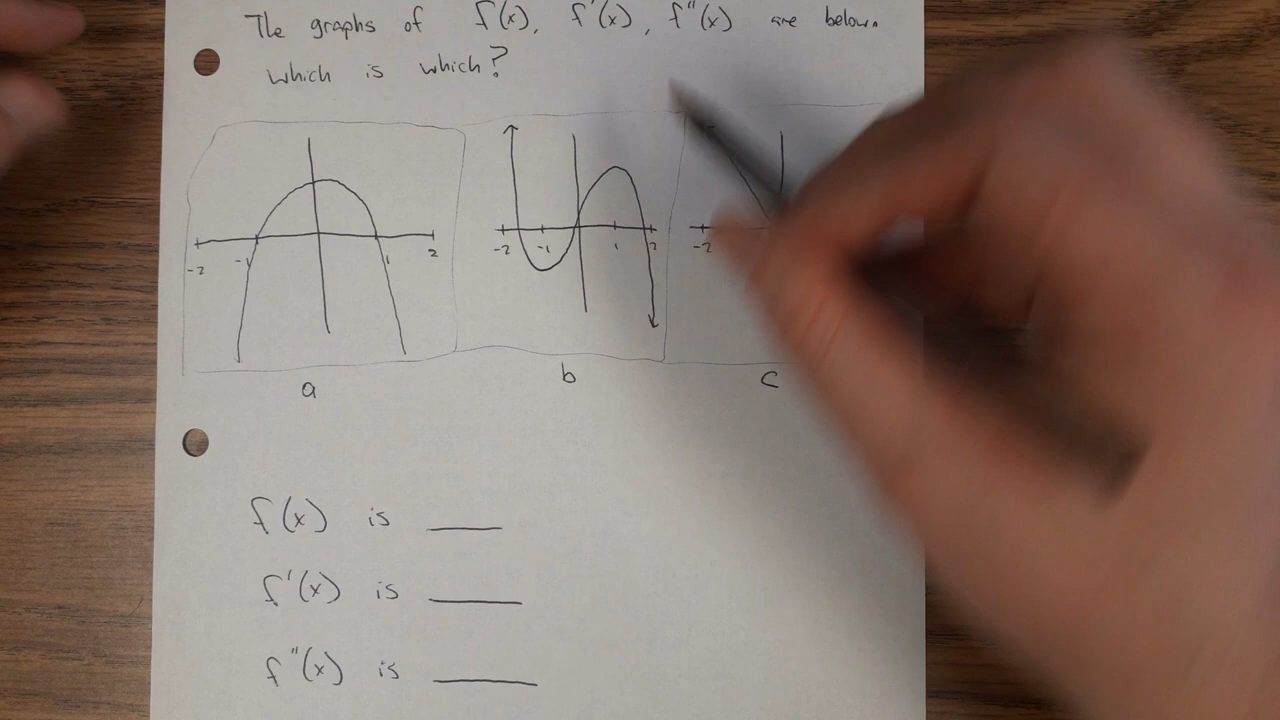 The graphs of f(x), f'(x), f"(x) are below.
which is which?
-2 -1 1 2
-2 -1 1 2
-2
a b c
f(x) is ____
f'(x) is ____
f"(x) is ____